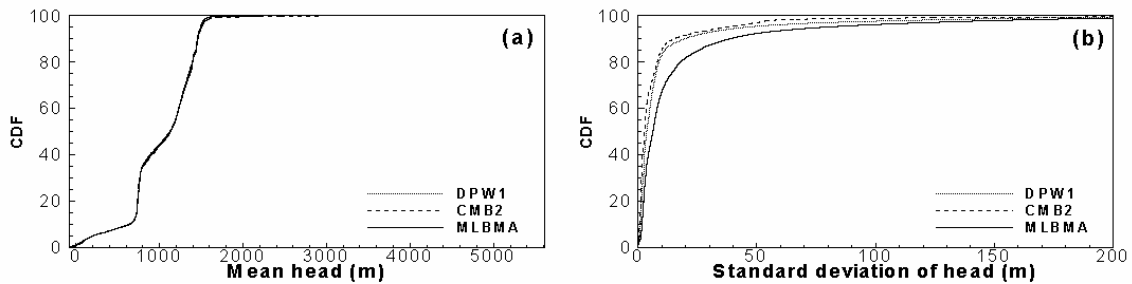 100
80
60
40
20
0
CDF
(a)
DPW1
CMB2
MLBMA
0 1000 2000 3000 4000 5000
Mean head (m)
100
80
60
40
20
0
CDF
(b)
DPW1
CMB2
MLBMA
0 50 100 150 200
Standard deviation of head (m)